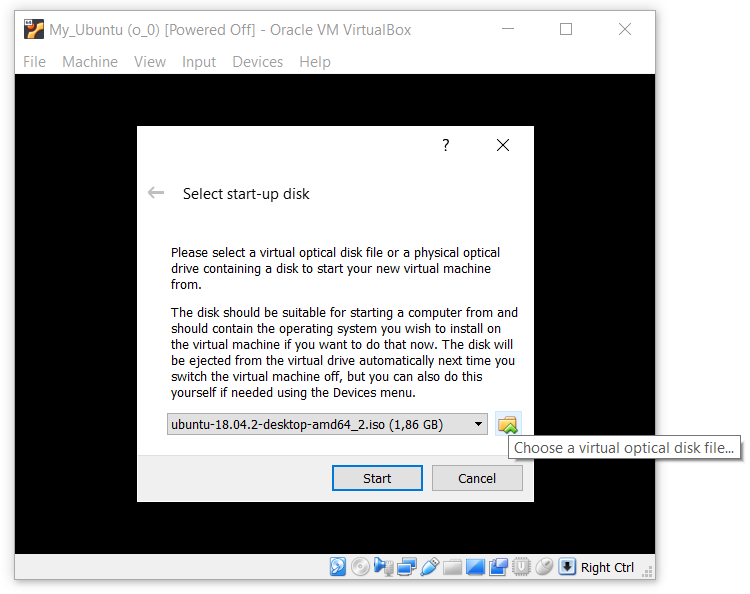 My_Ubuntu (o_0) [Powered Off] - Oracle VM VirtualBox
File Machine View Input Devices Help
?
Select start-up disk
Please select a virtual optical disk file or a physical optical
drive containing a disk to start your new virtual machine
from.
The disk should be suitable for starting a computer from and
should contain the operating system you wish to install on
the virtual machine if you want to do that now. The disk will
be ejected from the virtual drive automatically next time you
switch the virtual machine off, but you can also do this
yourself if needed using the Devices menu.
ubuntu-18.04.2-desktop-amd64_2.iso (1,86 GB)
Choose a virtual optical disk file...
Start Cancel
Right Ctrl